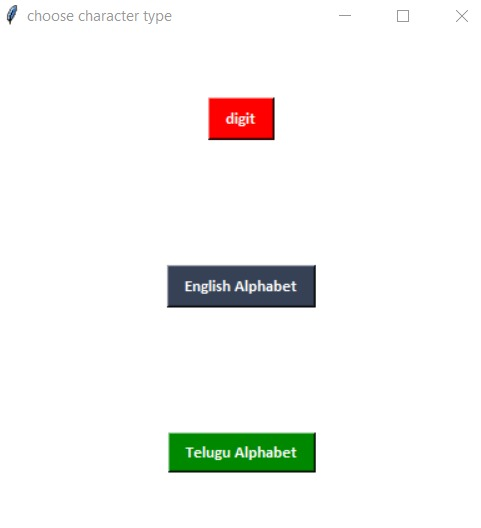 choose character type
digit
English Alphabet
Telugu Alphabet